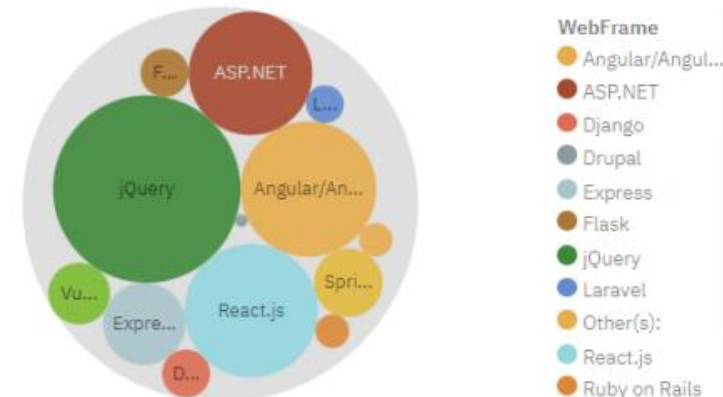 F...
ASP.NET
L...
jQuery
Angular/An...
Vu...
Spri...
Expre...
React.js
D...
WebFrame
Angular/Angul...
ASP.NET
Django
Drupal
Express
Flask
jQuery
Laravel
Other(s):
React.js
Ruby on Rails